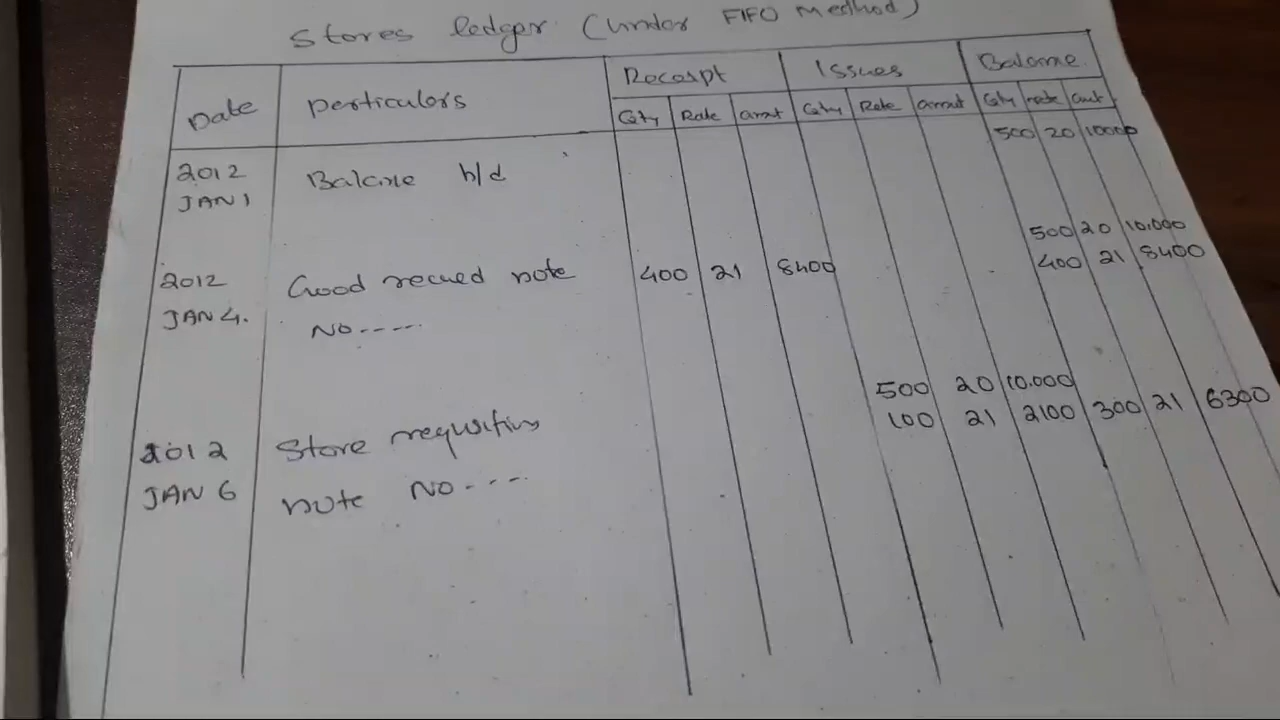 Stores ledger (under FIFO method)
Date Perticulors Receipt Issues Balance
Qty Rate amt Qty Rate amut Qty rate amt
500 20 10000
2012 Balance b/d
JAN 1
500 20 10.000
2012 Good recued note 400 21 8400 400 21 8400
JAN 4. NO-----
500 20 10.000
2012 Store requisition 100 21 2100 300 21 6300
JAN 6 note NO----